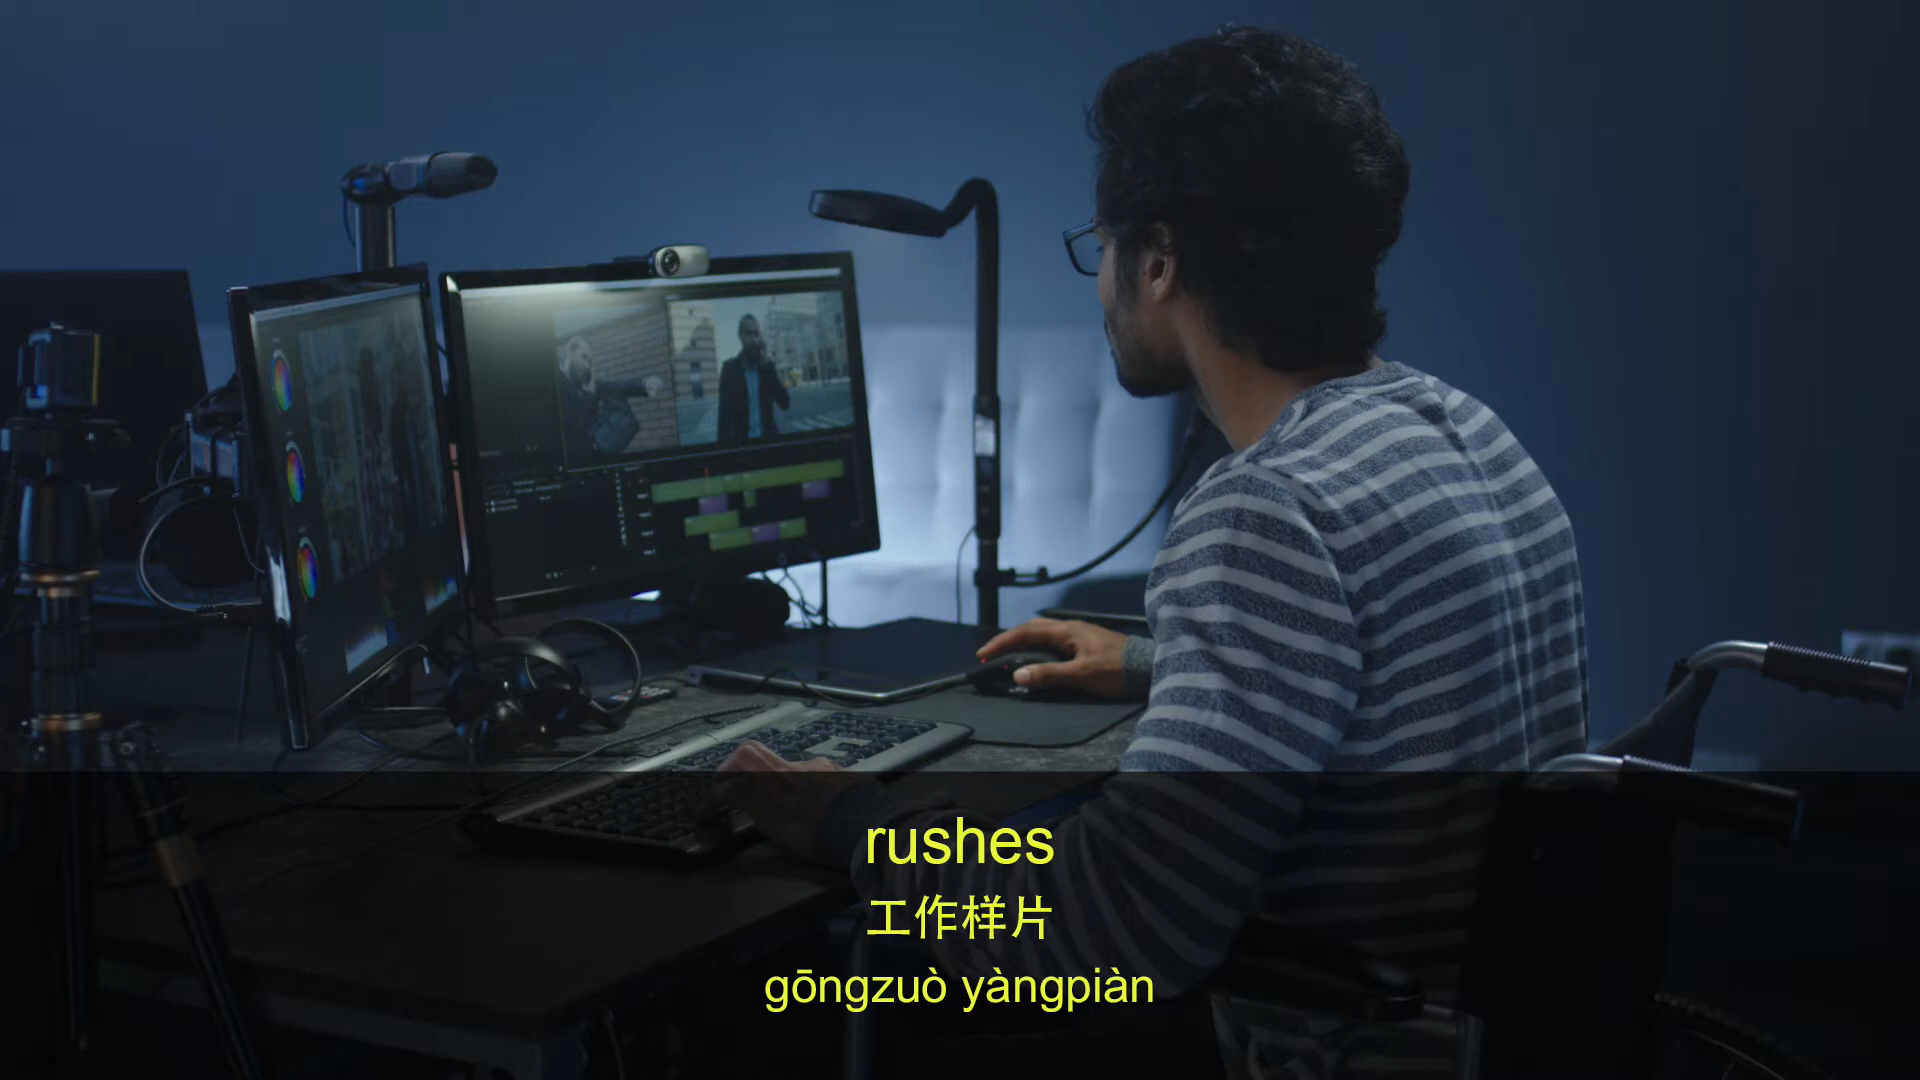 rushes
工作样片
gōngzuò yàngpiàn